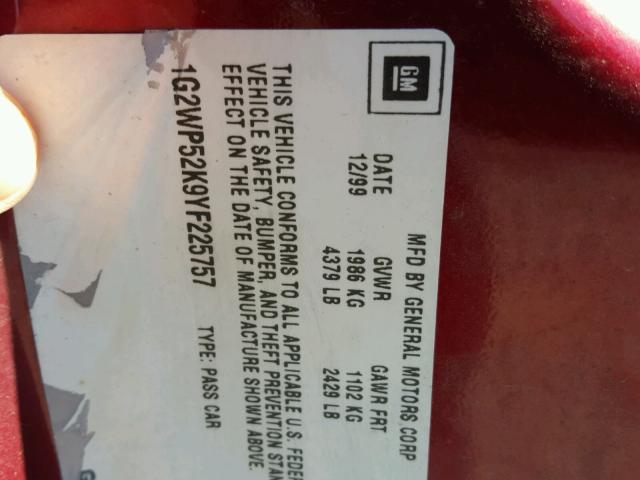 GM
MFD BY GENERAL MOTORS CORP
DATE GVWR GAWR FRT
12/99 1986 KG 1102 KG
4379 LB 2429 LB
THIS VEHICLE CONFORMS TO ALL APPLICABLE U.S. FEDER
VEHICLE SAFETY, BUMPER, AND THEFT PREVENTION STAN
EFFECT ON THE DATE OF MANUFACTURE SHOWN ABOVE.
1G2WP52K9YF225757 TYPE: PASS CAR